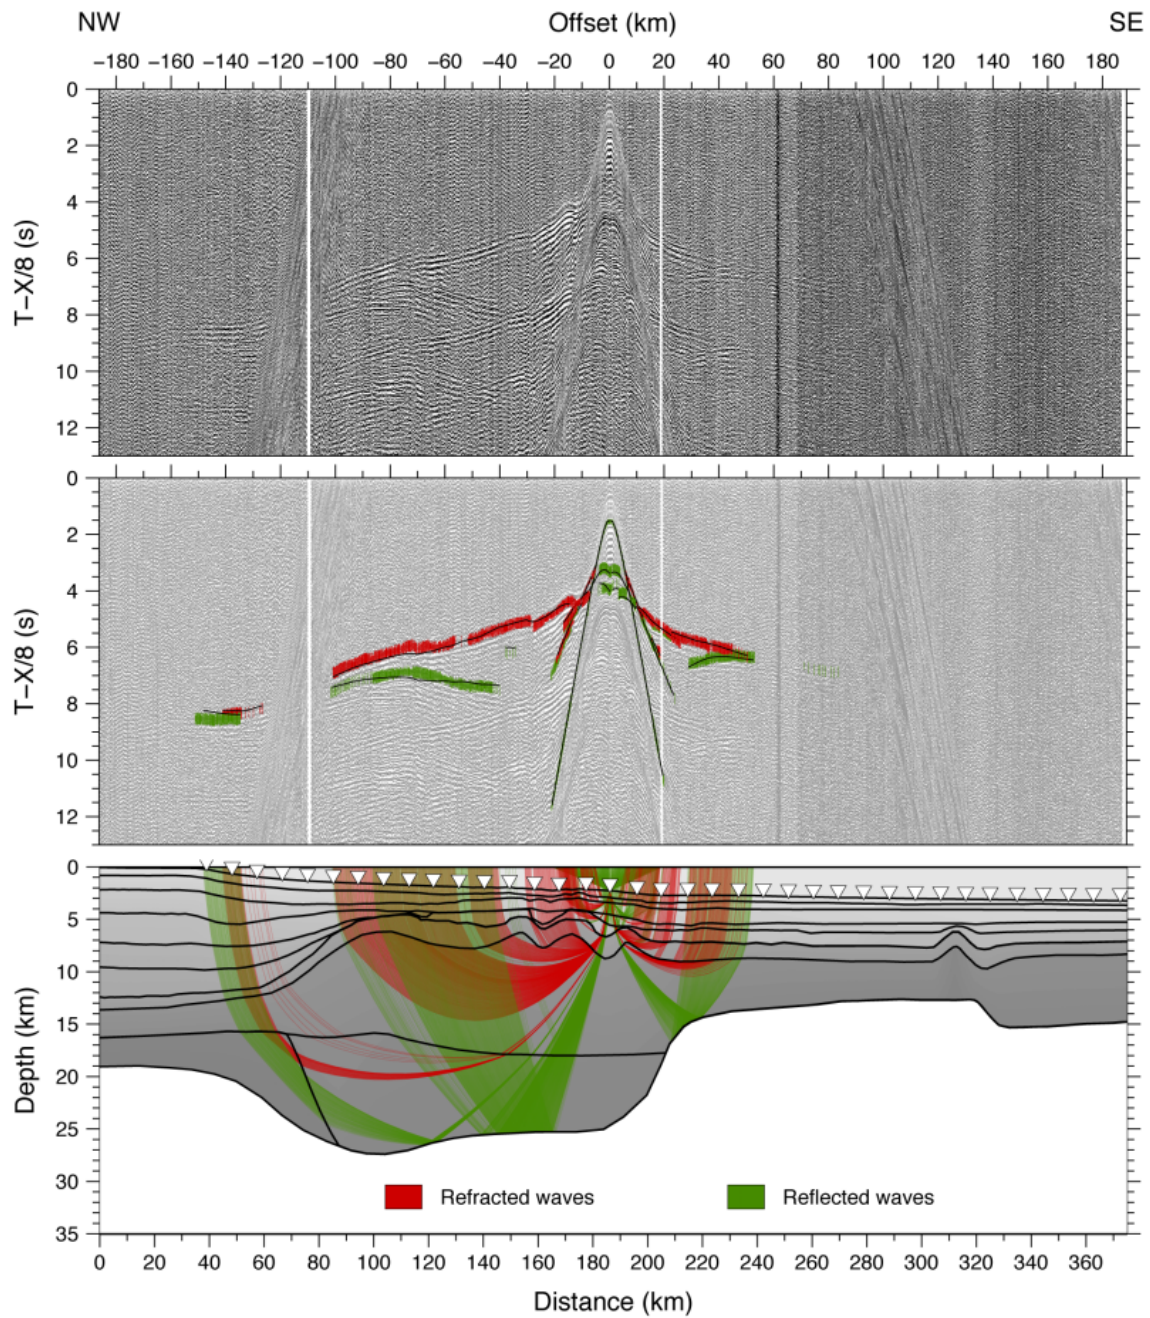 NW Offset (km) SE
−180 −160 −140 −120 −100 −80 −60 −40 −20 0 20 40 60 80 100 120 140 160 180
T−X/8 (s)
0
2
4
6
8
10
12
T−X/8 (s)
0
2
4
6
8
10
12
Depth (km)
0
5
10
15
20
25
30
35
Refracted waves Reflected waves
0 20 40 60 80 100 120 140 160 180 200 220 240 260 280 300 320 340 360
Distance (km)